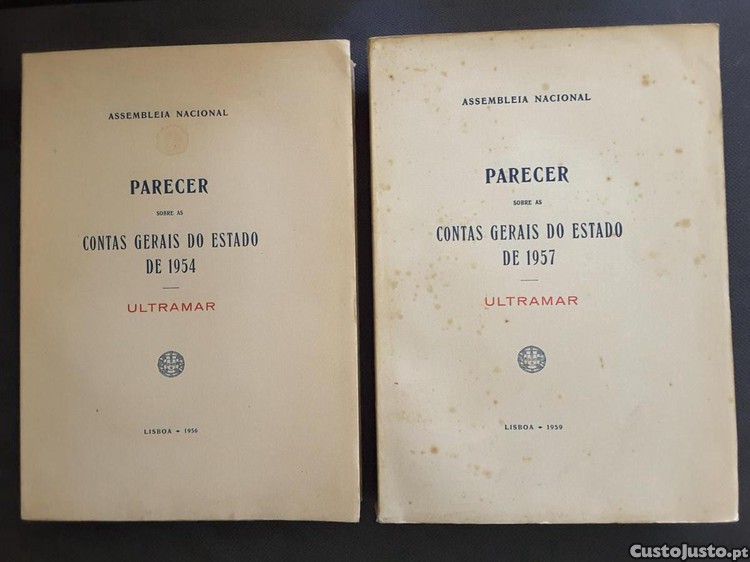 ASSEMBLEIA NACIONAL
PARECER
SOBRE AS
CONTAS GERAIS DO ESTADO
DE 1954
ULTRAMAR
LISBOA - 1956
ASSEMBLEIA NACIONAL
PARECER
SOBRE AS
CONTAS GERAIS DO ESTADO
DE 1957
ULTRAMAR
LISBOA - 1959
CustoJusto.pt